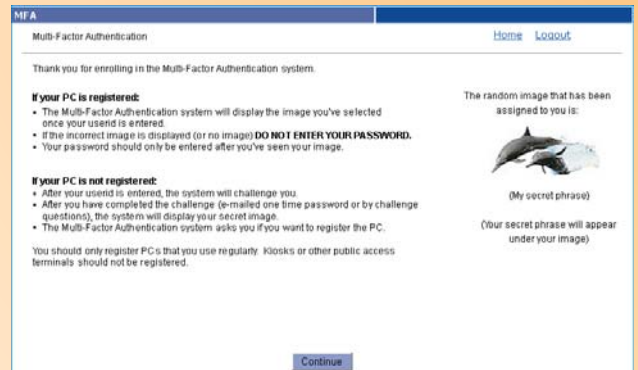 MFA
Multi-Factor Authentication
Home Logout
Thank you for enrolling in the Multi-Factor Authentication system.
If your PC is registered:
• The Multi-Factor Authentication system will display the image you've selected
once your userid is entered.
• If the incorrect image is displayed (or no image) DO NOT ENTER YOUR PASSWORD.
• Your password should only be entered after you've seen your image.
If your PC is not registered:
• After your userid is entered, the system will challenge you.
• After you have completed the challenge (e-mailed one time password or by challenge
questions), the system will display your secret image.
• The Multi-Factor Authentication system asks you if you want to register the PC.
You should only register PCs that you use regularly. Kiosks or other public access
terminals should not be registered.
The random image that has been
assigned to you is:
(My secret phrase)
(Your secret phrase will appear
under your image)
Continue